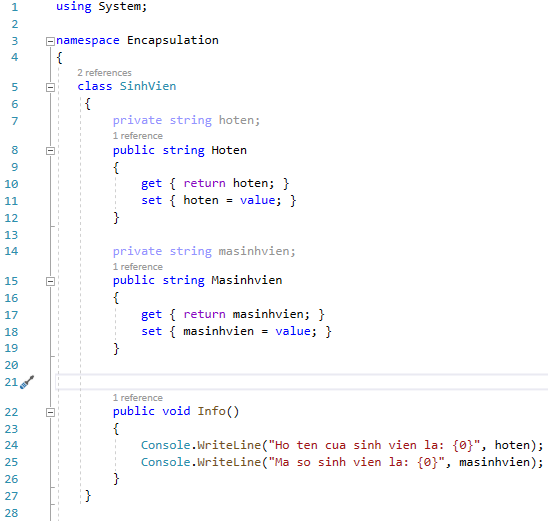 1 using System;
2
3 namespace Encapsulation
4 {
2 references
5 class SinhVien
6 {
7 private string hoten;
1 reference
8 public string Hoten
9 {
10 get { return hoten; }
11 set { hoten = value; }
12 }
13
14 private string masinhvien;
1 reference
15 public string Masinhvien
16 {
17 get { return masinhvien; }
18 set { masinhvien = value; }
19 }
20
21
1 reference
22 public void Info()
23 {
24 Console.WriteLine("Ho ten cua sinh vien la: {0}", hoten);
25 Console.WriteLine("Ma so sinh vien la: {0}", masinhvien);
26 }
27 }
28